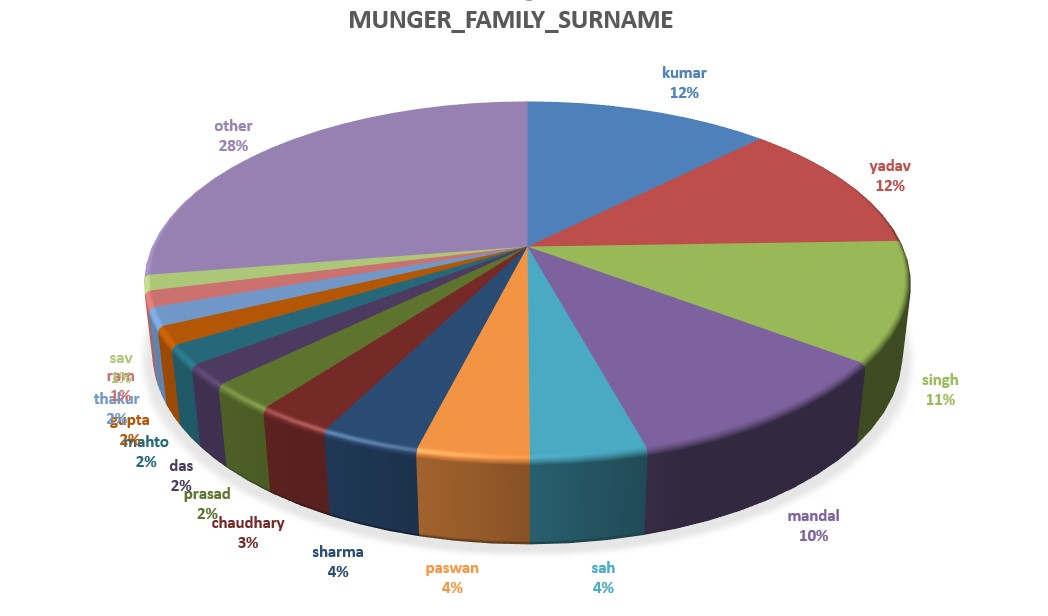 MUNGER_FAMILY_SURNAME
kumar
12%
yadav
12%
singh
11%
mandal
10%
sah
4%
paswan
4%
sharma
4%
chaudhary
3%
prasad
2%
das
2%
mahto
2%
gupta
2%
thakur
2%
ram
1%
sav
1%
other
28%